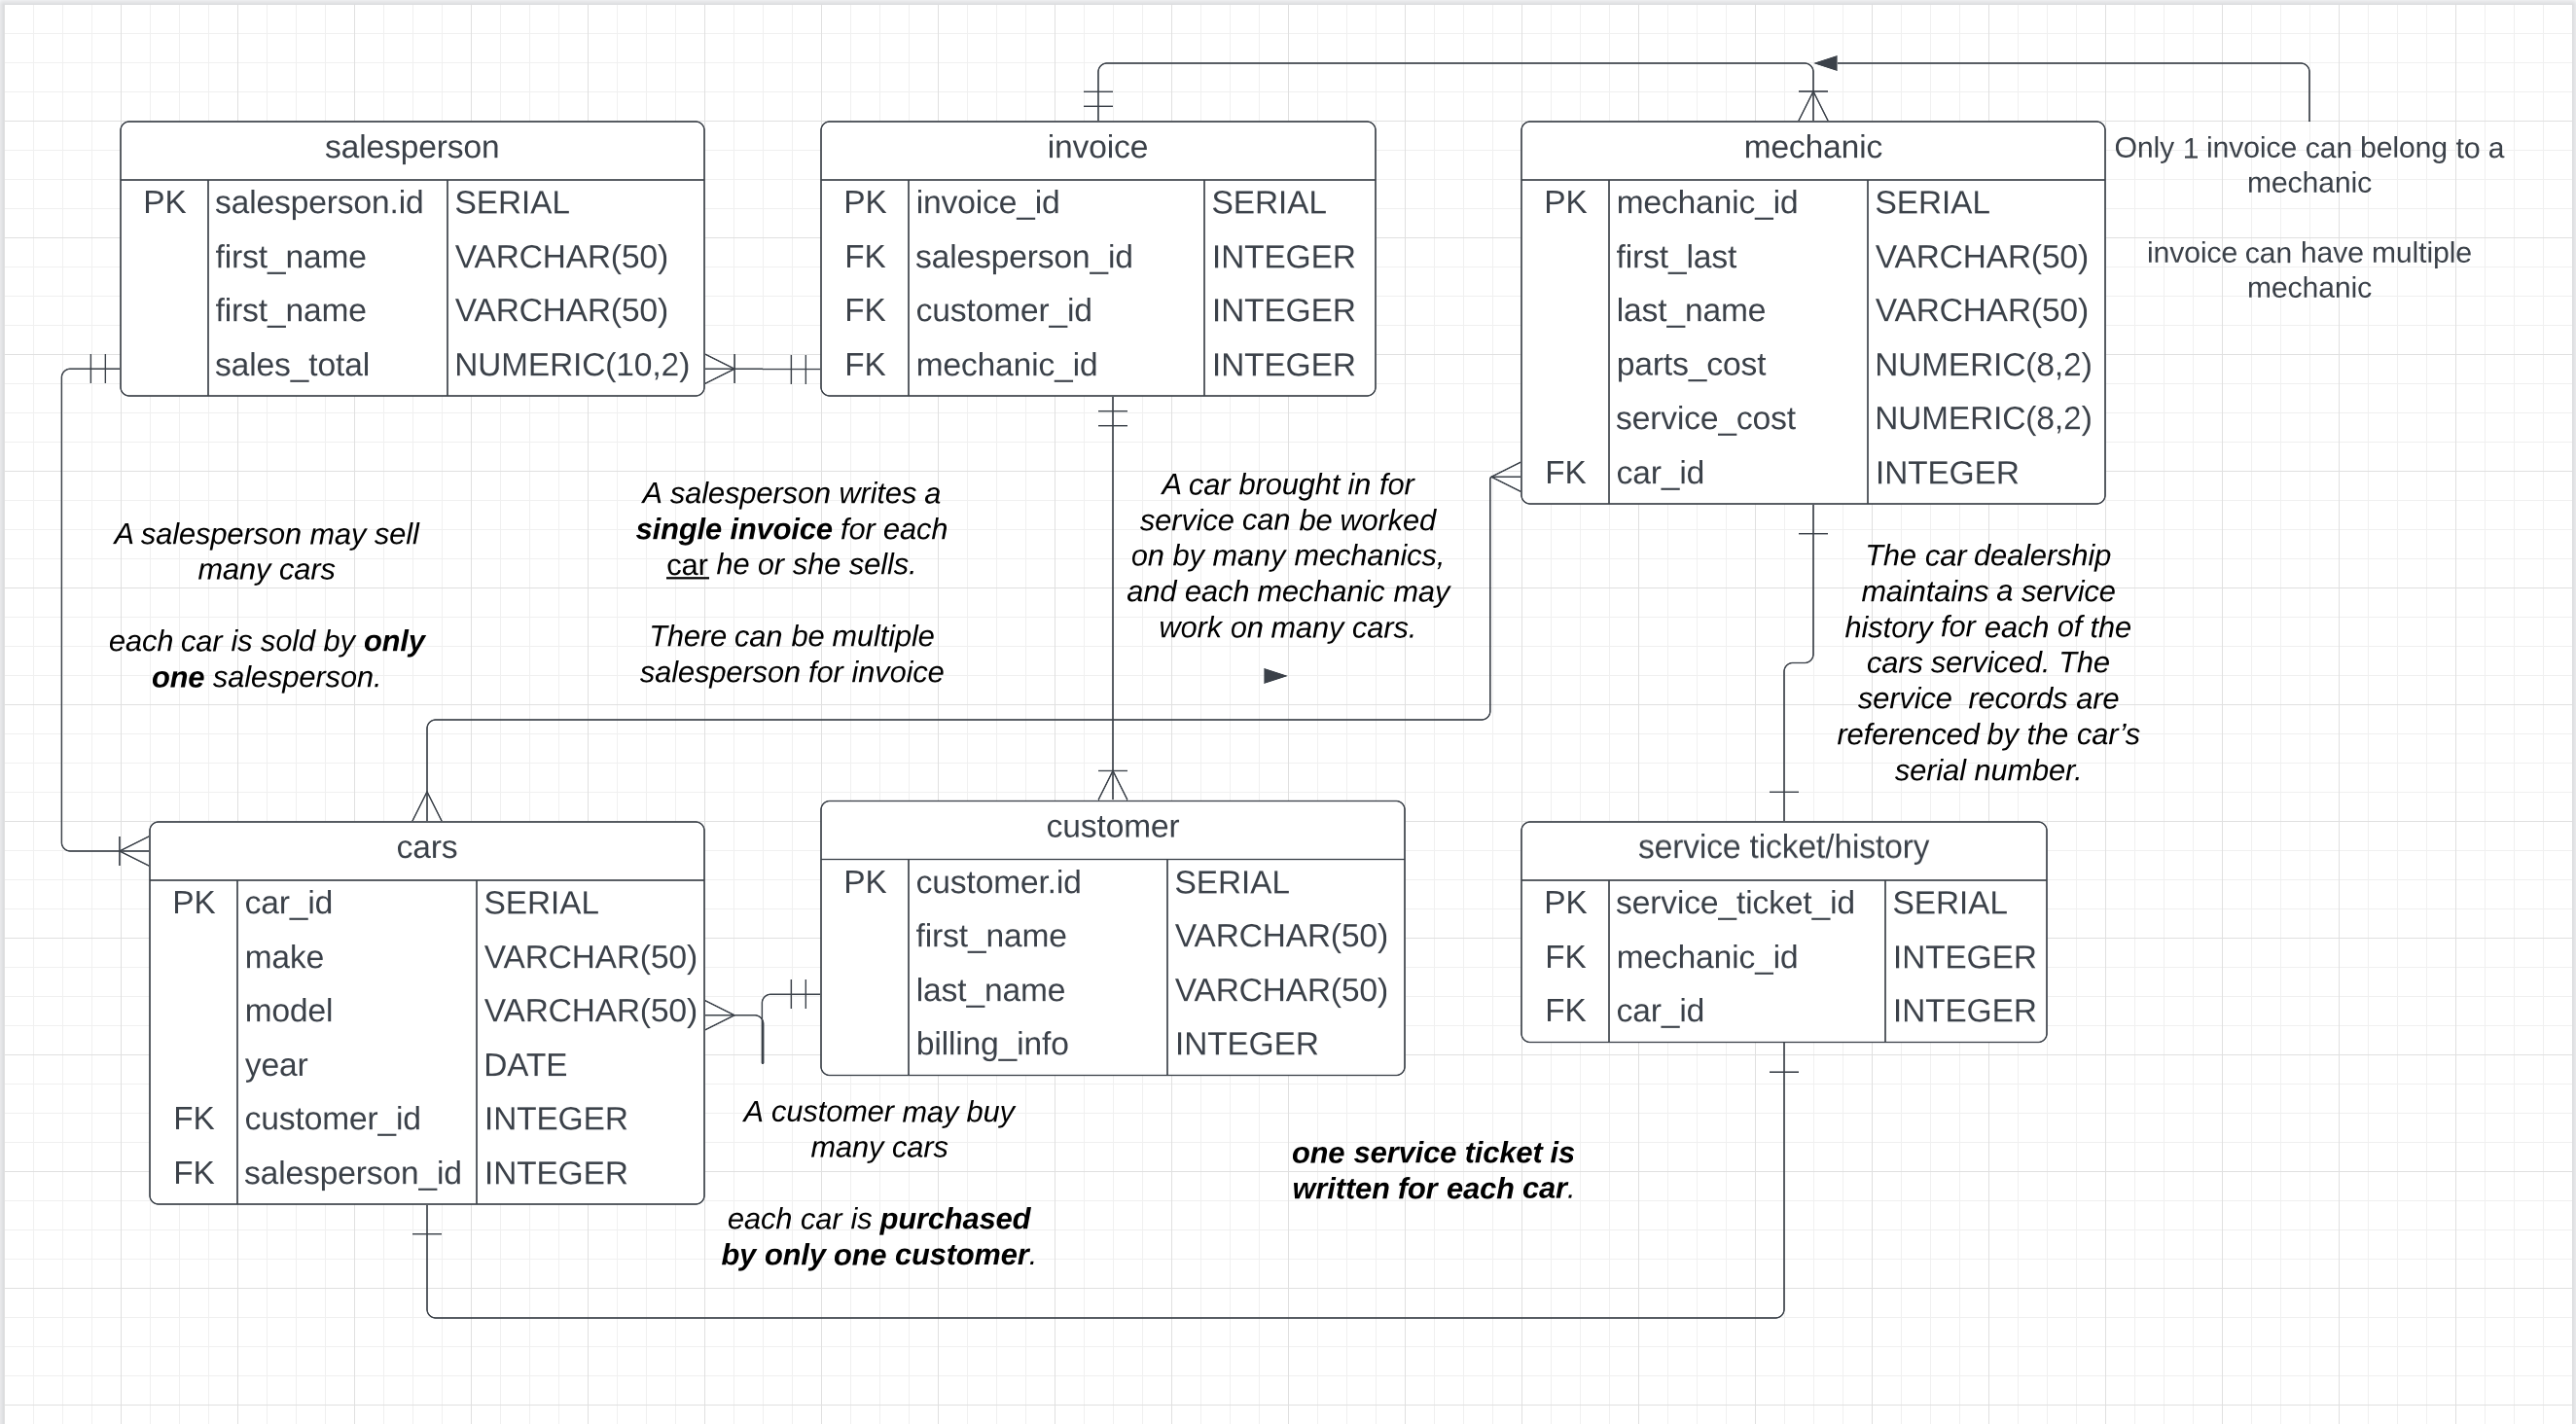 salesperson
PK salesperson.id SERIAL
first_name VARCHAR(50)
first_name VARCHAR(50)
sales_total NUMERIC(10,2)
invoice
PK invoice_id SERIAL
FK salesperson_id INTEGER
FK customer_id INTEGER
FK mechanic_id INTEGER
mechanic
PK mechanic_id SERIAL
first_last VARCHAR(50)
last_name VARCHAR(50)
parts_cost NUMERIC(8,2)
service_cost NUMERIC(8,2)
FK car_id INTEGER
Only 1 invoice can belong to a
mechanic
invoice can have multiple
mechanic
A salesperson may sell
many cars
each car is sold by only
one salesperson.
A salesperson writes a
single invoice for each
car he or she sells.
There can be multiple
salesperson for invoice
A car brought in for
service can be worked
on by many mechanics,
and each mechanic may
work on many cars.
The car dealership
maintains a service
history for each of the
cars serviced. The
service  records are
referenced by the car’s
serial number.
cars
PK car_id SERIAL
make VARCHAR(50)
model VARCHAR(50)
year DATE
FK customer_id INTEGER
FK salesperson_id INTEGER
customer
PK customer.id SERIAL
first_name VARCHAR(50)
last_name VARCHAR(50)
billing_info INTEGER
service ticket/history
PK service_ticket_id SERIAL
FK mechanic_id INTEGER
FK car_id INTEGER
A customer may buy
many cars
each car is purchased
by only one customer.
one service ticket is
written for each car.